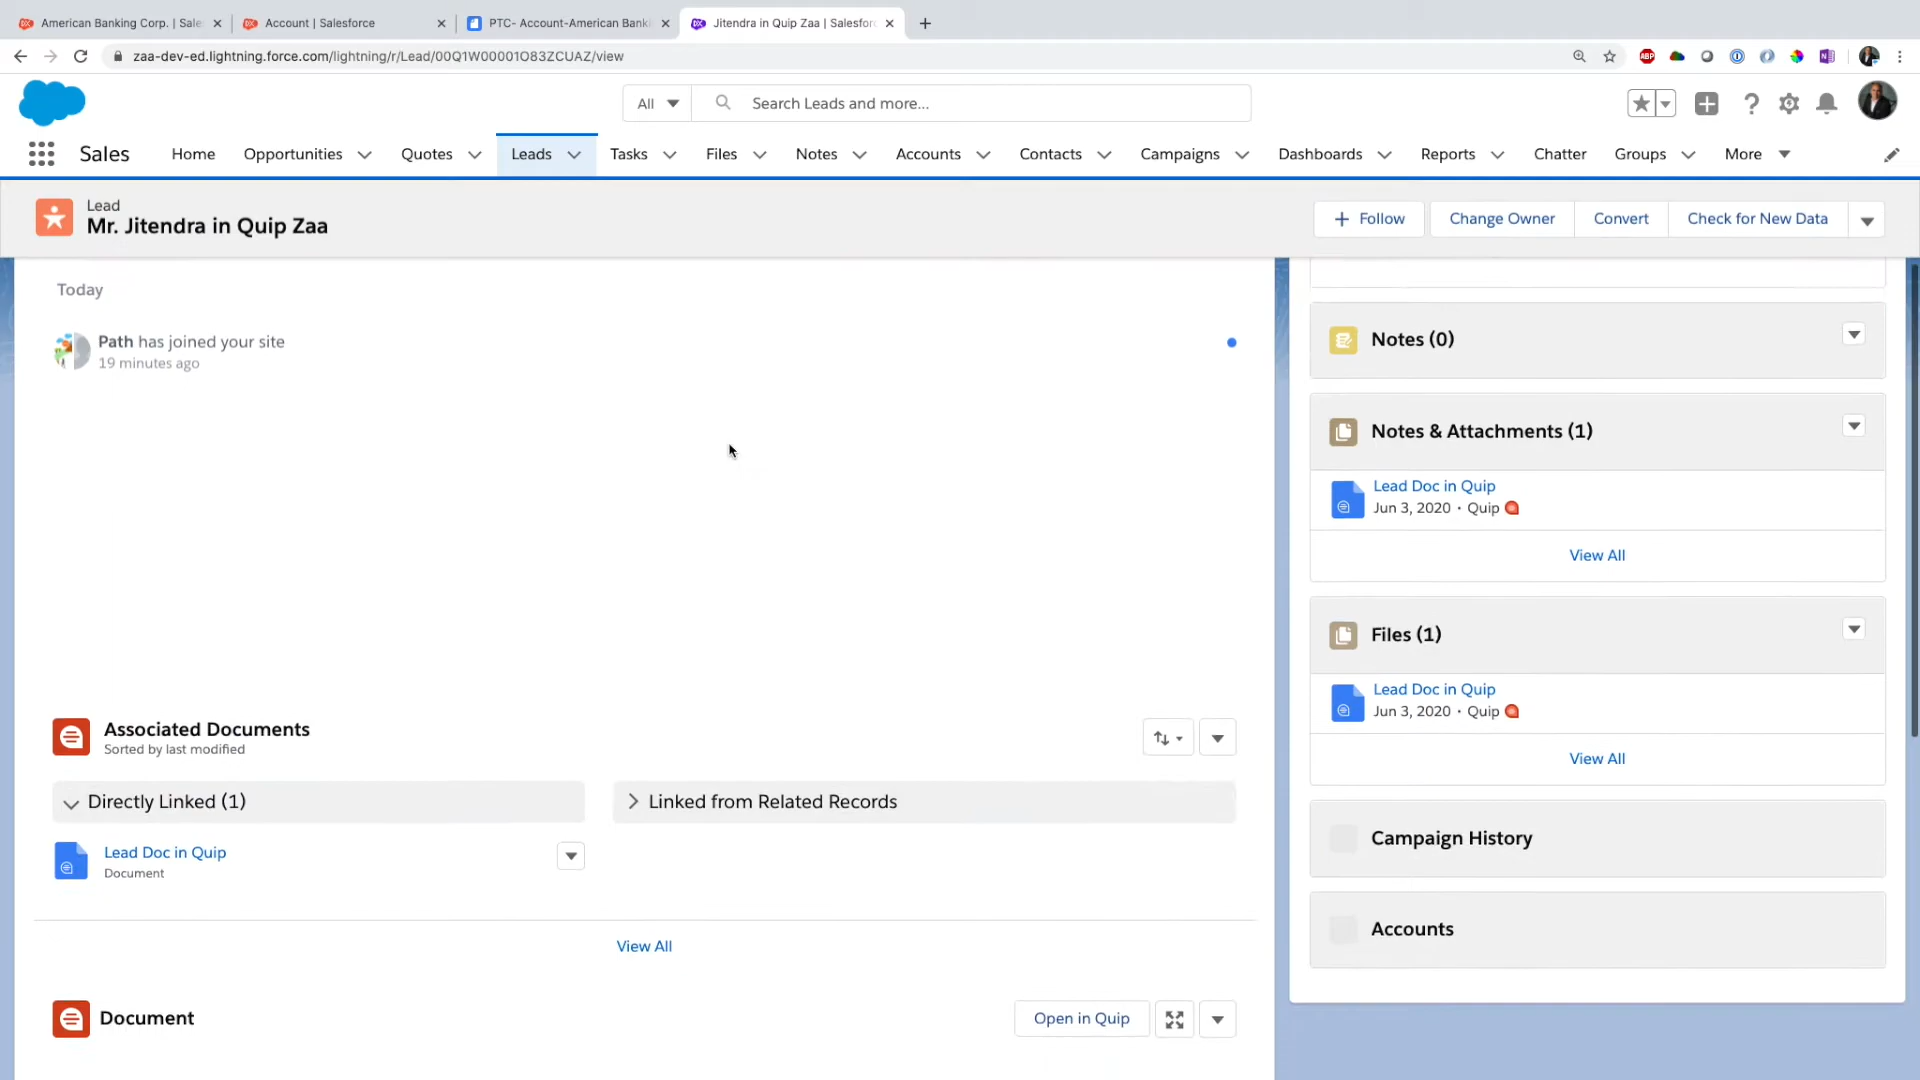 American Banking Corp. | Sale
Account | Salesforce
PTC- Account-American Banki
Jitendra in Quip Zaa | Salesforc
zaa-dev-ed.lightning.force.com/lightning/r/Lead/00Q1W00001O83ZCUAZ/view
ABP
All
Search Leads and more...
Sales
Home
Opportunities
Quotes
Leads
Tasks
Files
Notes
Accounts
Contacts
Campaigns
Dashboards
Reports
Chatter
Groups
More
Lead
Mr. Jitendra in Quip Zaa
Follow
Change Owner
Convert
Check for New Data
Today
Path has joined your site
19 minutes ago
Associated Documents
Sorted by last modified
Directly Linked (1)
Linked from Related Records
Lead Doc in Quip
Document
View All
Document
Open in Quip
Notes (0)
Notes & Attachments (1)
Lead Doc in Quip
Jun 3, 2020 • Quip
View All
Files (1)
Lead Doc in Quip
Jun 3, 2020 • Quip
View All
Campaign History
Accounts